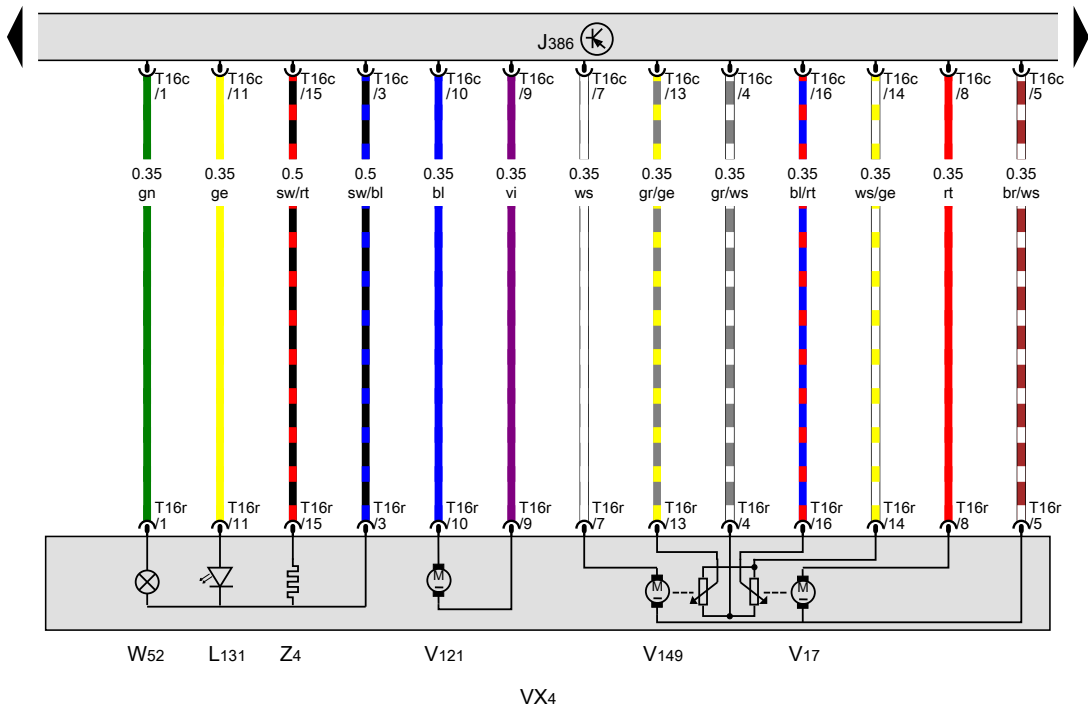 J386
T16c T16c T16c T16c T16c T16c T16c T16c T16c T16c T16c T16c T16c
/1 /11 /15 /3 /10 /9 /7 /13 /4 /16 /14 /8 /5
0.35 0.35 0.5 0.5 0.35 0.35 0.35 0.35 0.35 0.35 0.35 0.35 0.35
gn ge sw/rt sw/bl bl vi ws gr/ge gr/ws bl/rt ws/ge rt br/ws
T16r T16r T16r T16r T16r T16r T16r T16r T16r T16r T16r T16r T16r
/1 /11 /15 /3 /10 /9 /7 /13 /4 /16 /14 /8 /5
M M M
W52 L131 Z4 V121 V149 V17
VX4